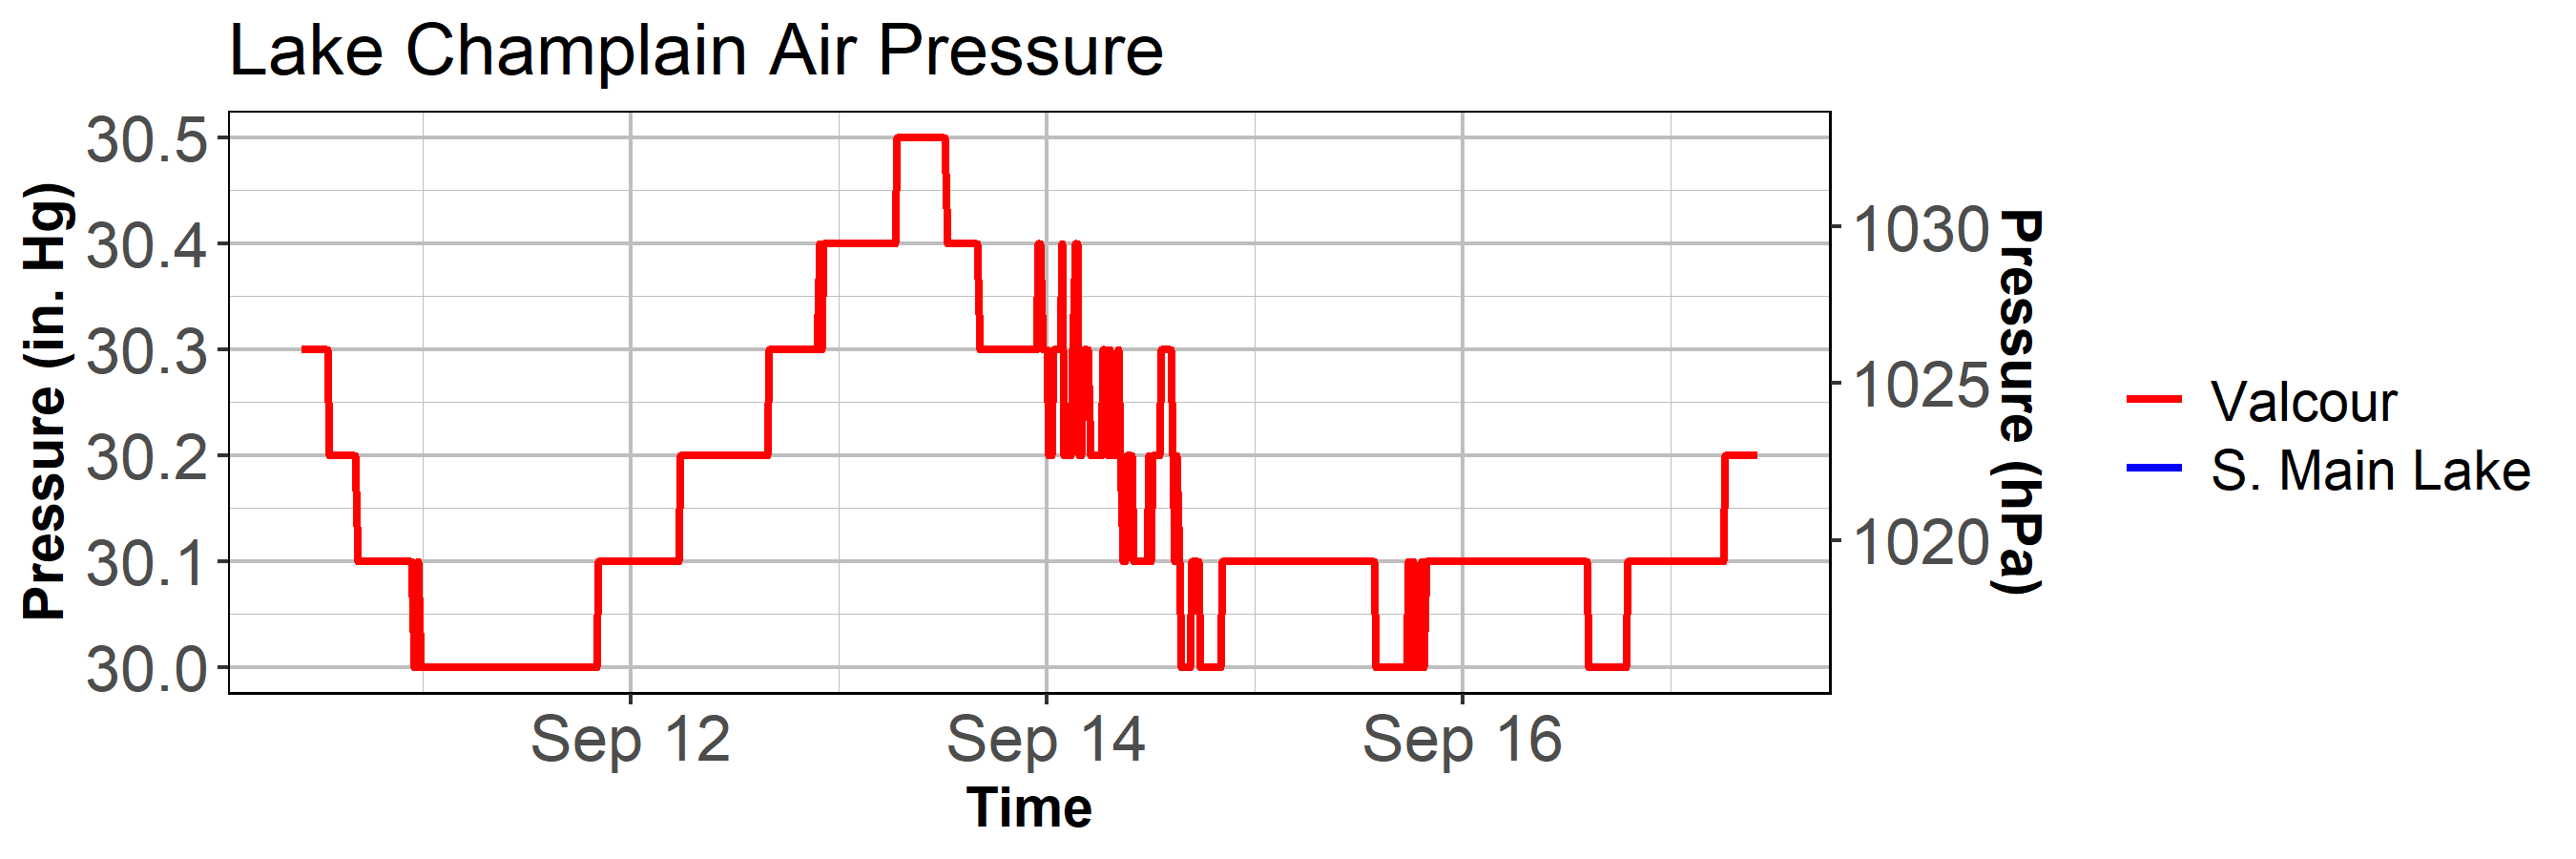 Lake Champlain Air Pressure
30.5
30.4
30.3
30.2
30.1
30.0
Pressure (in. Hg)
1030
1025
1020
Pressure (hPa)
Sep 12
Sep 14
Sep 16
Time
Valcour
S. Main Lake